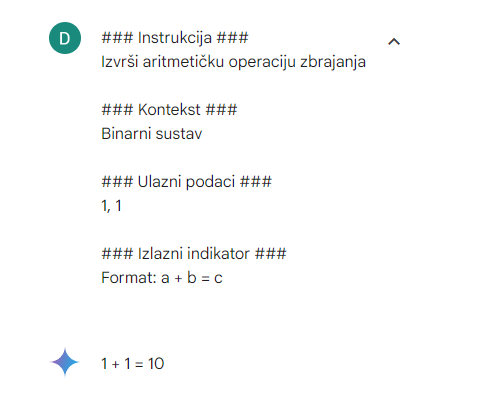 D
### Instrukcija ###
Izvrši aritmetičku operaciju zbrajanja
### Kontekst ###
Binarni sustav
### Ulazni podaci ###
1, 1
### Izlazni indikator ###
Format: a + b = c
1 + 1 = 10